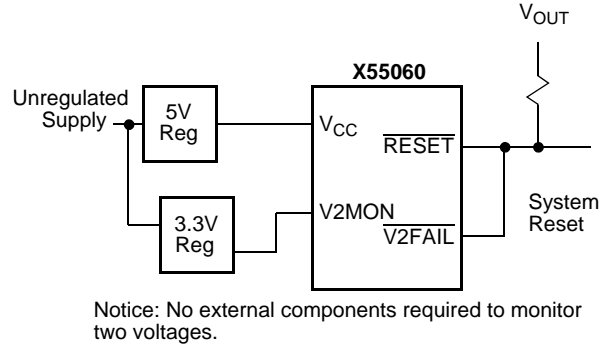 VOUT
X55060
Unregulated
Supply
5V
Reg
VCC
RESET
3.3V
Reg
V2MON
V2FAIL
System
Reset
Notice: No external components required to monitor
two voltages.